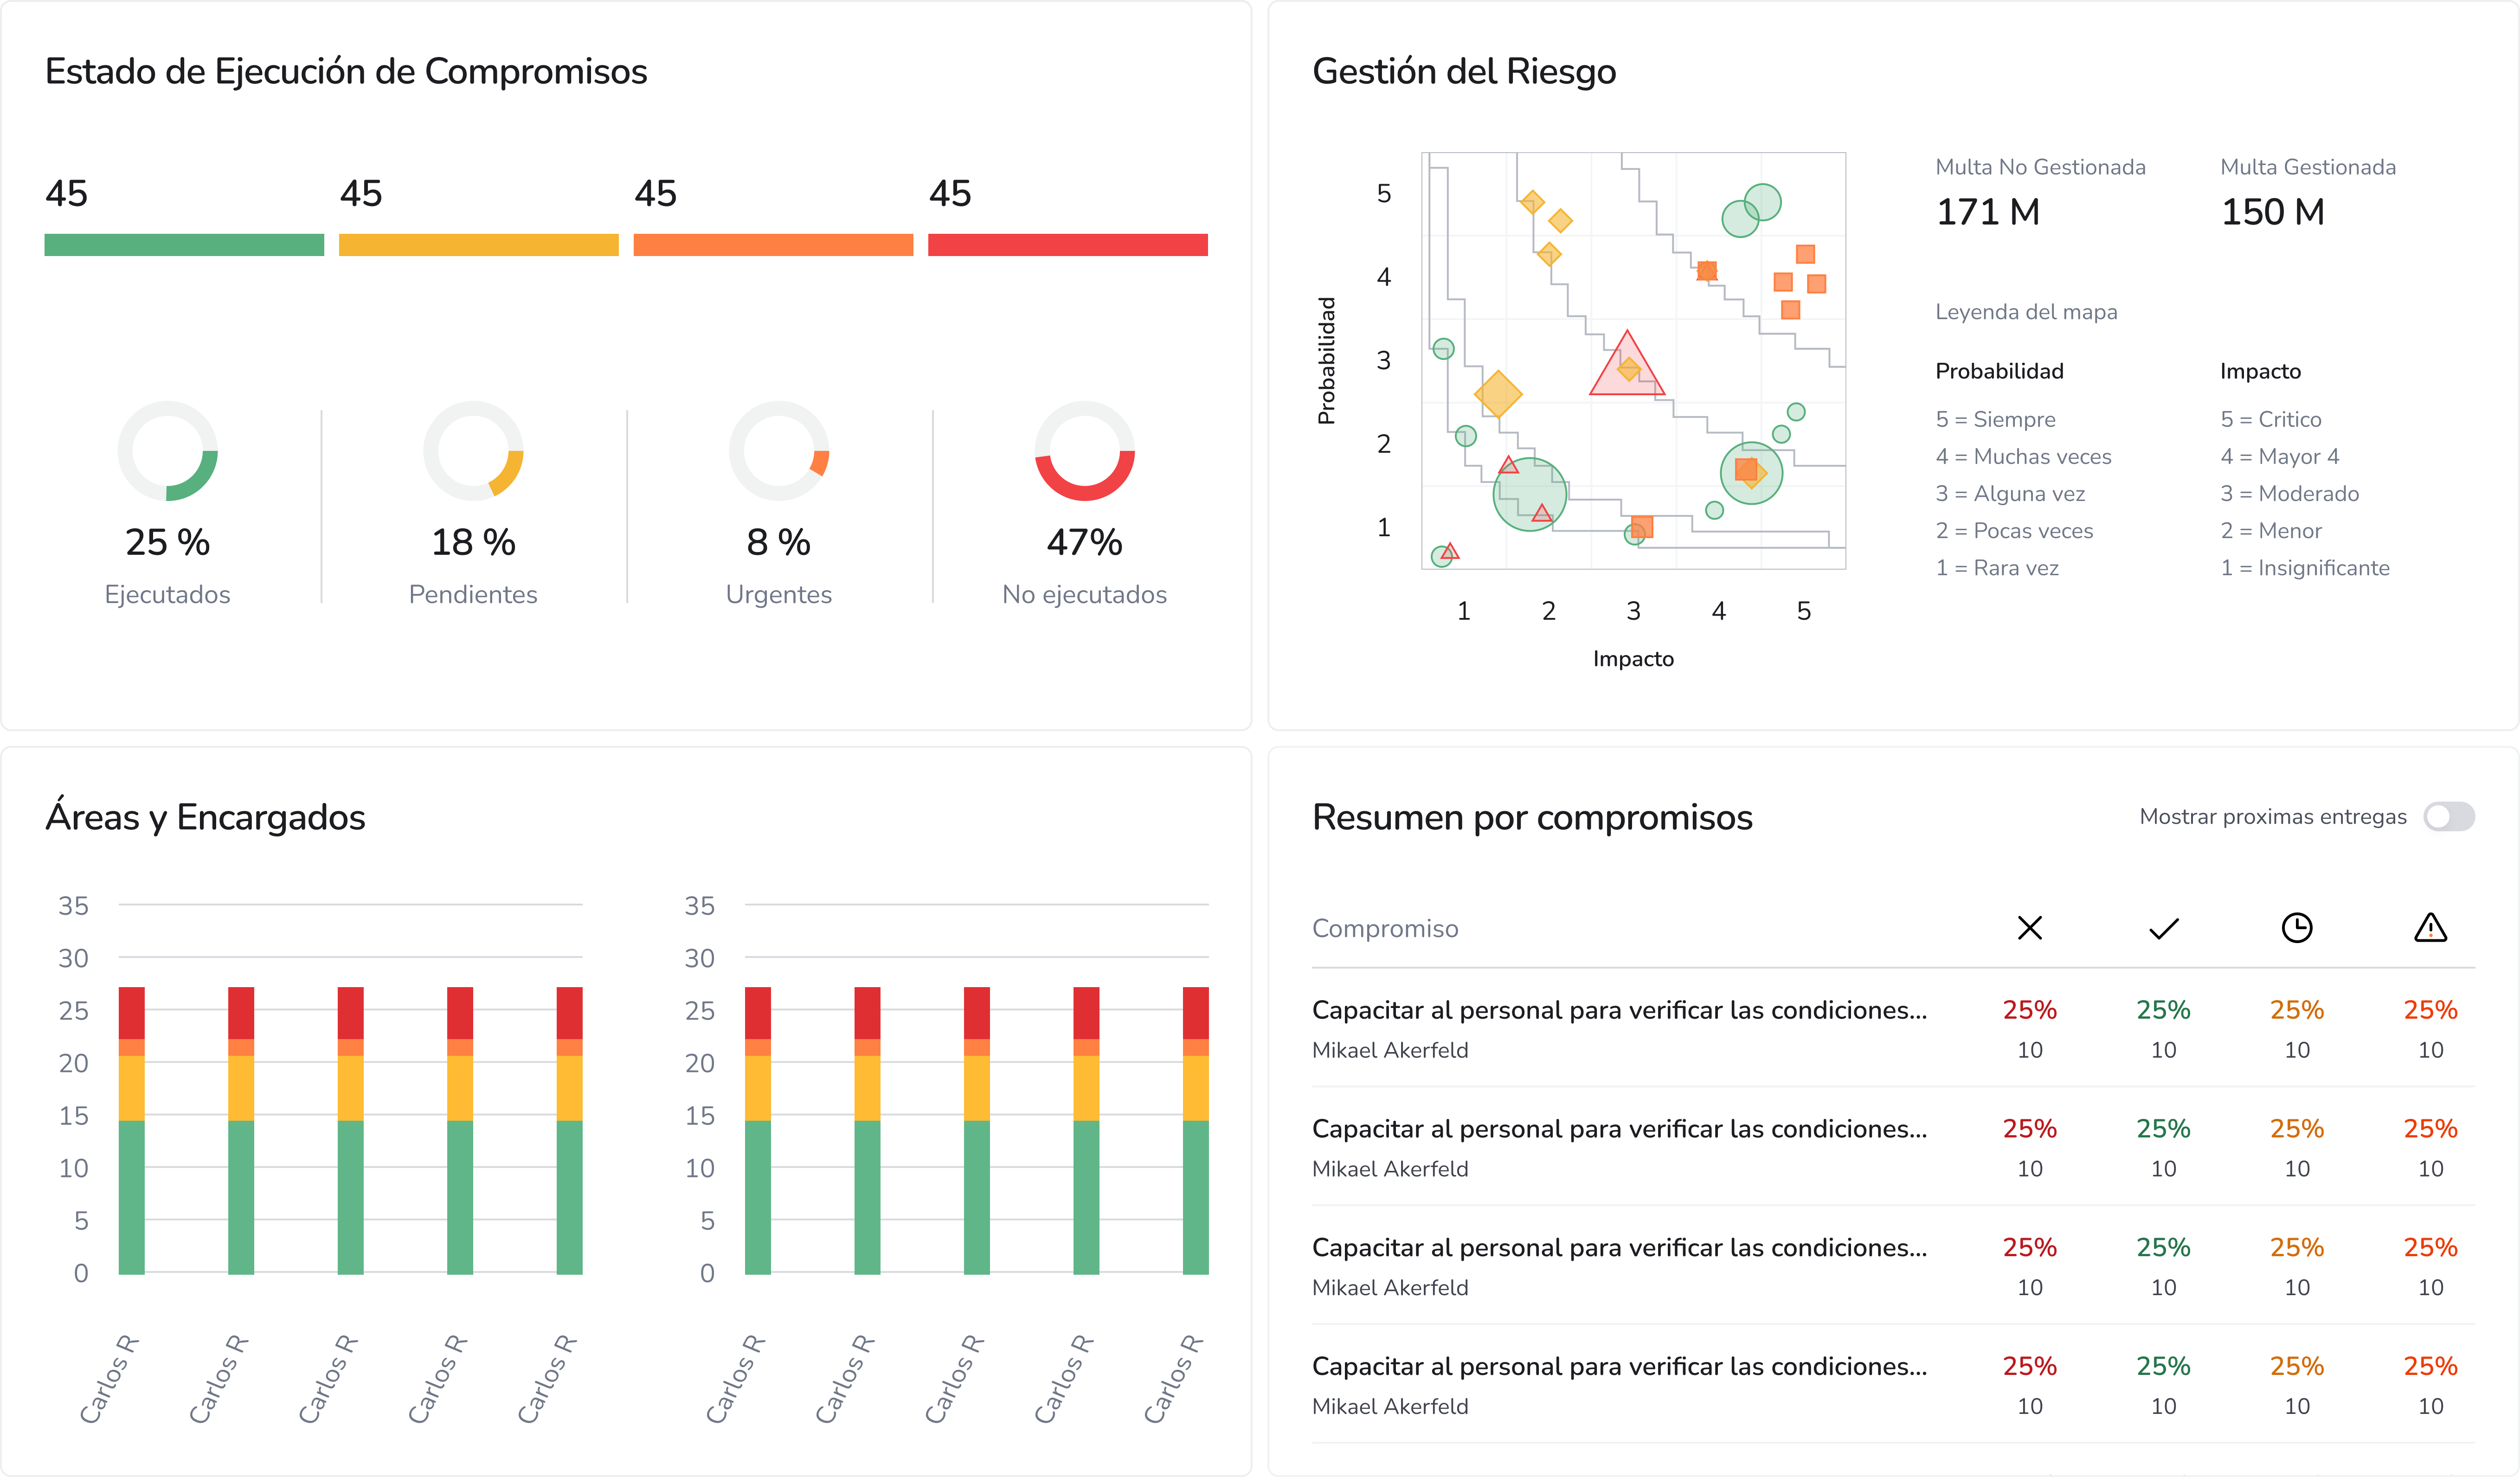 Estado de Ejecución de Compromisos
45 45 45 45
25 % 18 % 8 % 47%
Ejecutados Pendientes Urgentes No ejecutados
Gestión del Riesgo
Probabilidad
5
4
3
2
1
1 2 3 4 5
Impacto
Multa No Gestionada Multa Gestionada
171 M 150 M
Leyenda del mapa
Probabilidad Impacto
5 = Siempre 5 = Critico
4 = Muchas veces 4 = Mayor 4
3 = Alguna vez 3 = Moderado
2 = Pocas veces 2 = Menor
1 = Rara vez 1 = Insignificante
Áreas y Encargados
35
30
25
20
15
10
5
0
Carlos R Carlos R Carlos R Carlos R Carlos R
35
30
25
20
15
10
5
0
Carlos R Carlos R Carlos R Carlos R Carlos R
Resumen por compromisos Mostrar proximas entregas
Compromiso
Capacitar al personal para verificar las condiciones... 25% 25% 25% 25%
Mikael Akerfeld 10 10 10 10
Capacitar al personal para verificar las condiciones... 25% 25% 25% 25%
Mikael Akerfeld 10 10 10 10
Capacitar al personal para verificar las condiciones... 25% 25% 25% 25%
Mikael Akerfeld 10 10 10 10
Capacitar al personal para verificar las condiciones... 25% 25% 25% 25%
Mikael Akerfeld 10 10 10 10